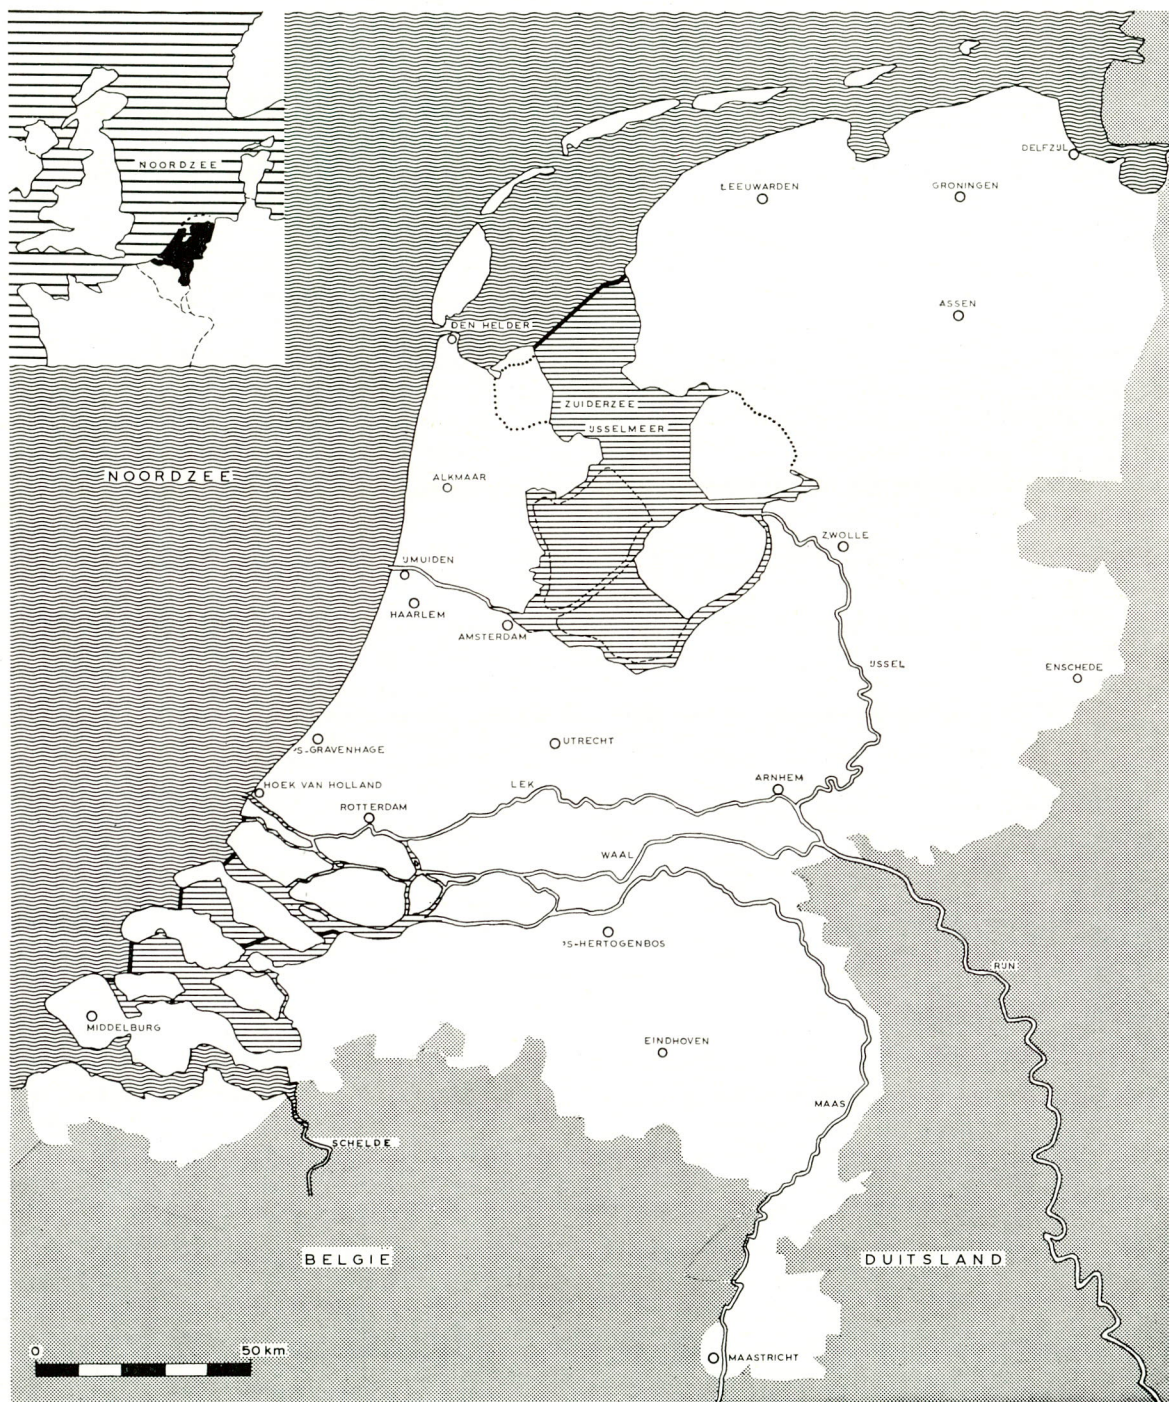 NOORDZEE
DELFZIJL
LEEUWARDEN
GRONINGEN
ASSEN
DEN HELDER
ZUIDERZEE
IJSSELMEER
NOORDZEE
ALKMAAR
ZWOLLE
IJMUIDEN
HAARLEM
AMSTERDAM
IJSSEL
ENSCHEDE
'S-GRAVENHAGE
UTRECHT
HOEK VAN HOLLAND
LEK
ARNHEM
ROTTERDAM
WAAL
'S-HERTOGENBOS
RIJN
MIDDELBURG
EINDHOVEN
MAAS
SCHELDE
BELGIE
DUITSLAND
0
50 km
MAASTRICHT